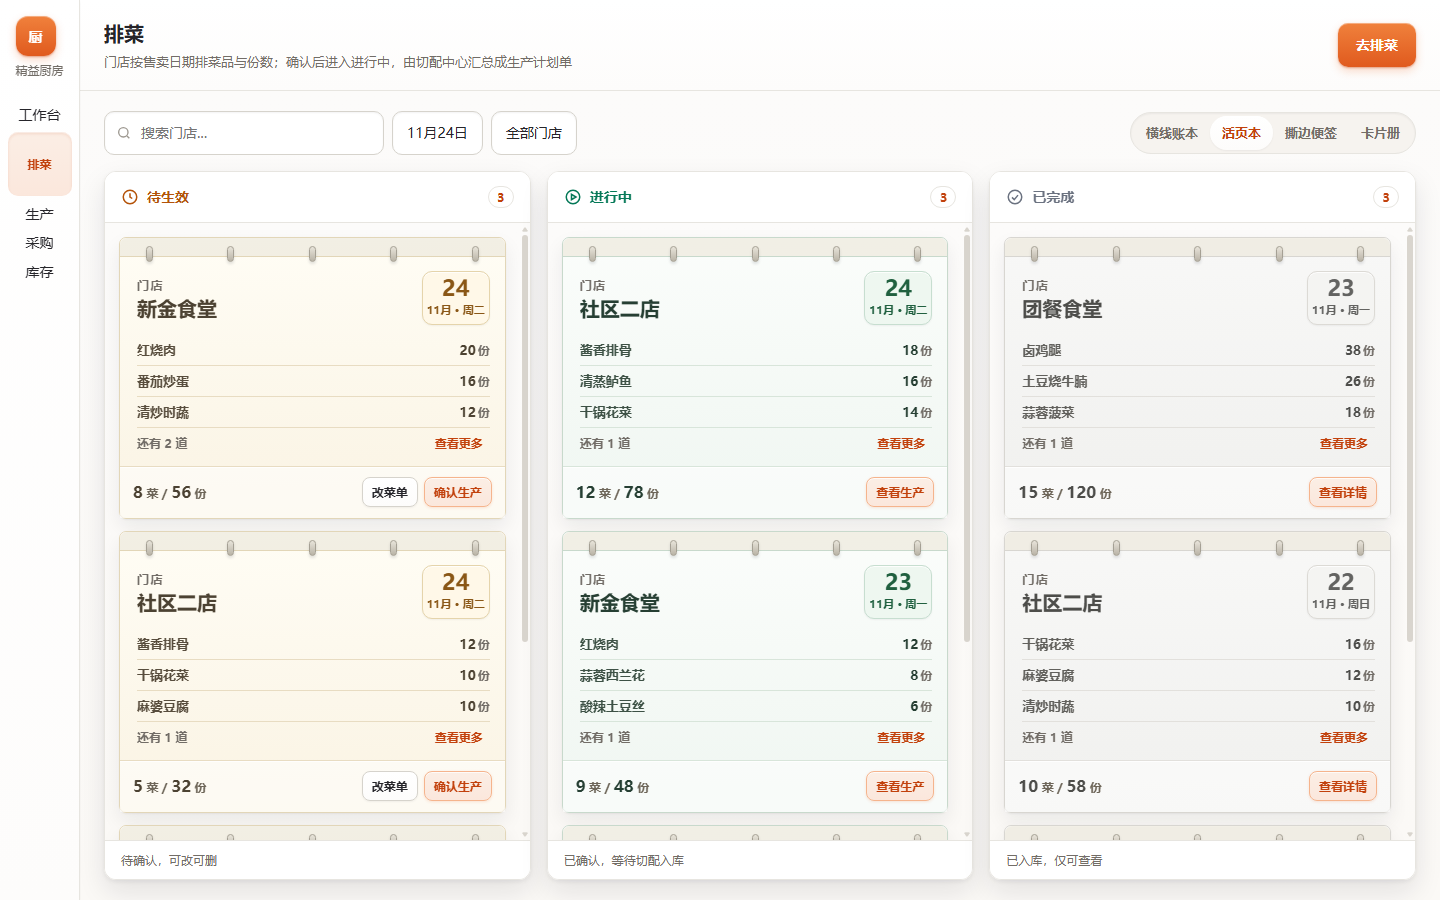 厨
精益厨房
工作台
排菜
生产
采购
库存
排菜
门店按售卖日期排菜品与份数；确认后进入进行中，由切配中心汇总成生产计划单
去排菜
搜索门店...
11月24日
全部门店
横线账本
活页本
撕边便签
卡片册
待生效
3
门店
新金食堂
24
11月 • 周二
红烧肉
20 份
番茄炒蛋
16 份
清炒时蔬
12 份
还有 2 道
查看更多
8 菜 / 56 份
改菜单
确认生产
门店
社区二店
24
11月 • 周二
酱香排骨
12 份
干锅花菜
10 份
麻婆豆腐
10 份
还有 1 道
查看更多
5 菜 / 32 份
改菜单
确认生产
待确认，可改可删
进行中
3
门店
社区二店
24
11月 • 周二
酱香排骨
18 份
清蒸鲈鱼
16 份
干锅花菜
14 份
还有 1 道
查看更多
12 菜 / 78 份
查看生产
门店
新金食堂
23
11月 • 周一
红烧肉
12 份
蒜蓉西兰花
8 份
酸辣土豆丝
6 份
还有 1 道
查看更多
9 菜 / 48 份
查看生产
已确认，等待切配入库
已完成
3
门店
团餐食堂
23
11月 • 周一
卤鸡腿
38 份
土豆烧牛腩
26 份
蒜蓉菠菜
18 份
还有 1 道
查看更多
15 菜 / 120 份
查看详情
门店
社区二店
22
11月 • 周日
干锅花菜
16 份
麻婆豆腐
12 份
清炒时蔬
10 份
还有 1 道
查看更多
10 菜 / 58 份
查看详情
已入库，仅可查看